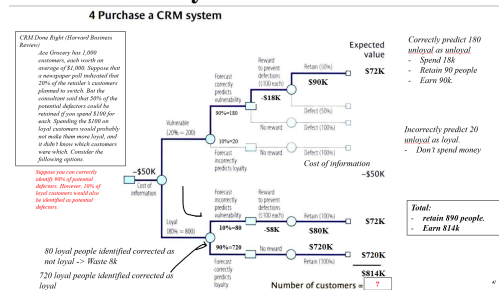 4 Purchase a CRM system
CRM Done Right (Harvard Business
Review)
Ace Grocery has 1,000
customers, each worth an
average of $1,000. Suppose that
a newspaper poll indicated that
20% of the retailer's customers
planned to switch. But the
consultant said that 50% of the
potential defectors could be
retained if you spend $100 for
each. Spending the $100 on
loyal customers would probably
not make them more loyal, and
it didn't know which customers
were which. Consider the
following options.
Suppose you can correctly
identify 90% of potential
defectors. However, 10% of
loyal customers would also
be identified as potential
defectors.
–$50K
Cost of
information
Vulnerable
(20% = 200)
Loyal
(80% = 800)
Forecast
correctly
predicts
vulnerability
90%=180
10%=20
Forecast
incorrectly
predicts loyalty
Reward
to prevent
defections
($100 each)
-$18K
Retain (50%)
$90K
Defect (50%)
No reward
Defect (100%)
Expected
value
$72K
Cost of information
–$50K
Forecast
incorrectly
predicts
vulnerability
10%=80
90%=720
Forecast
correctly
predicts
loyalty
Reward
to prevent
defections
($100 each)
-$8K
Retain (100%)
$80K
$72K
No reward
$720K
Retain (100%)
$720K
$814K
Number of customers =
?
80 loyal people identified corrected as
not loyal -> Waste 8k
720 loyal people identified corrected as
loyal
Correctly predict 180
unloyal as unloyal
- Spend 18k
- Retain 90 people
- Earn 90k.
Incorrectly predict 20
unloyal as loyal.
- Don't spend money
Total:
- retain 890 people.
- Earn 814k